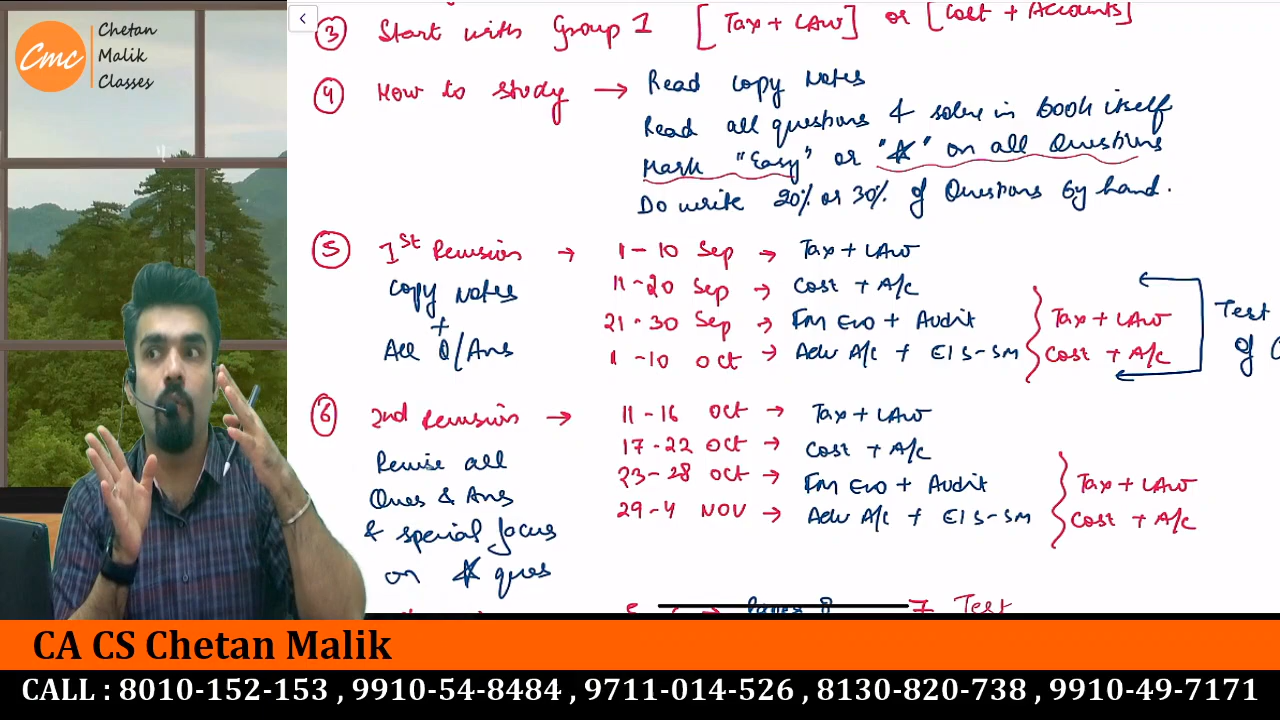 Cmc
Chetan
Malik
Classes
3 Start with Group 1 [Tax + LAW] or [Cost + Accounts]
4 How to study → Read copy Notes
Read all questions & solve in book itself
Mark "Easy" or "☆" on all Questions
Do write 20% or 30% of Questions by hand.
5 1st Revision → 1-10 Sep → Tax + LAW
Copy Notes 11-20 Sep → Cost + A/c
+ 21-30 Sep → FM Eco + Audit } Tax + LAW
All Q/Ans 1-10 Oct → Adv A/c + EIS-SM Cost + A/c
Test
of
6 2nd Revision → 11-16 Oct → Tax + LAW
Revise all 17-22 Oct → Cost + A/c
Ques & Ans 23-28 Oct → FM Eco + Audit } Tax + LAW
& special focus 29-4 NOV → Adv A/c + EIS-SM Cost + A/c
on ☆ ques
7 Test
CA CS Chetan Malik
CALL : 8010-152-153 , 9910-54-8484 , 9711-014-526 , 8130-820-738 , 9910-49-7171